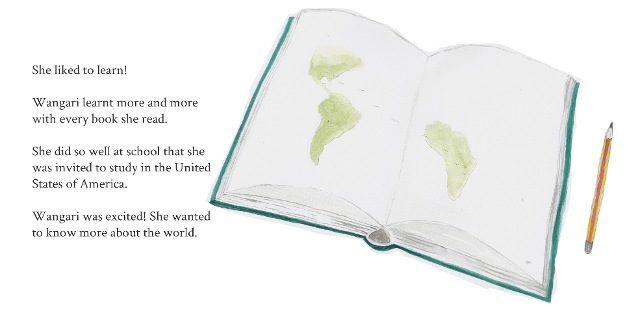 She liked to learn!
Wangari learnt more and more
with every book she read.
She did so well at school that she
was invited to study in the United
States of America.
Wangari was excited! She wanted
to know more about the world.